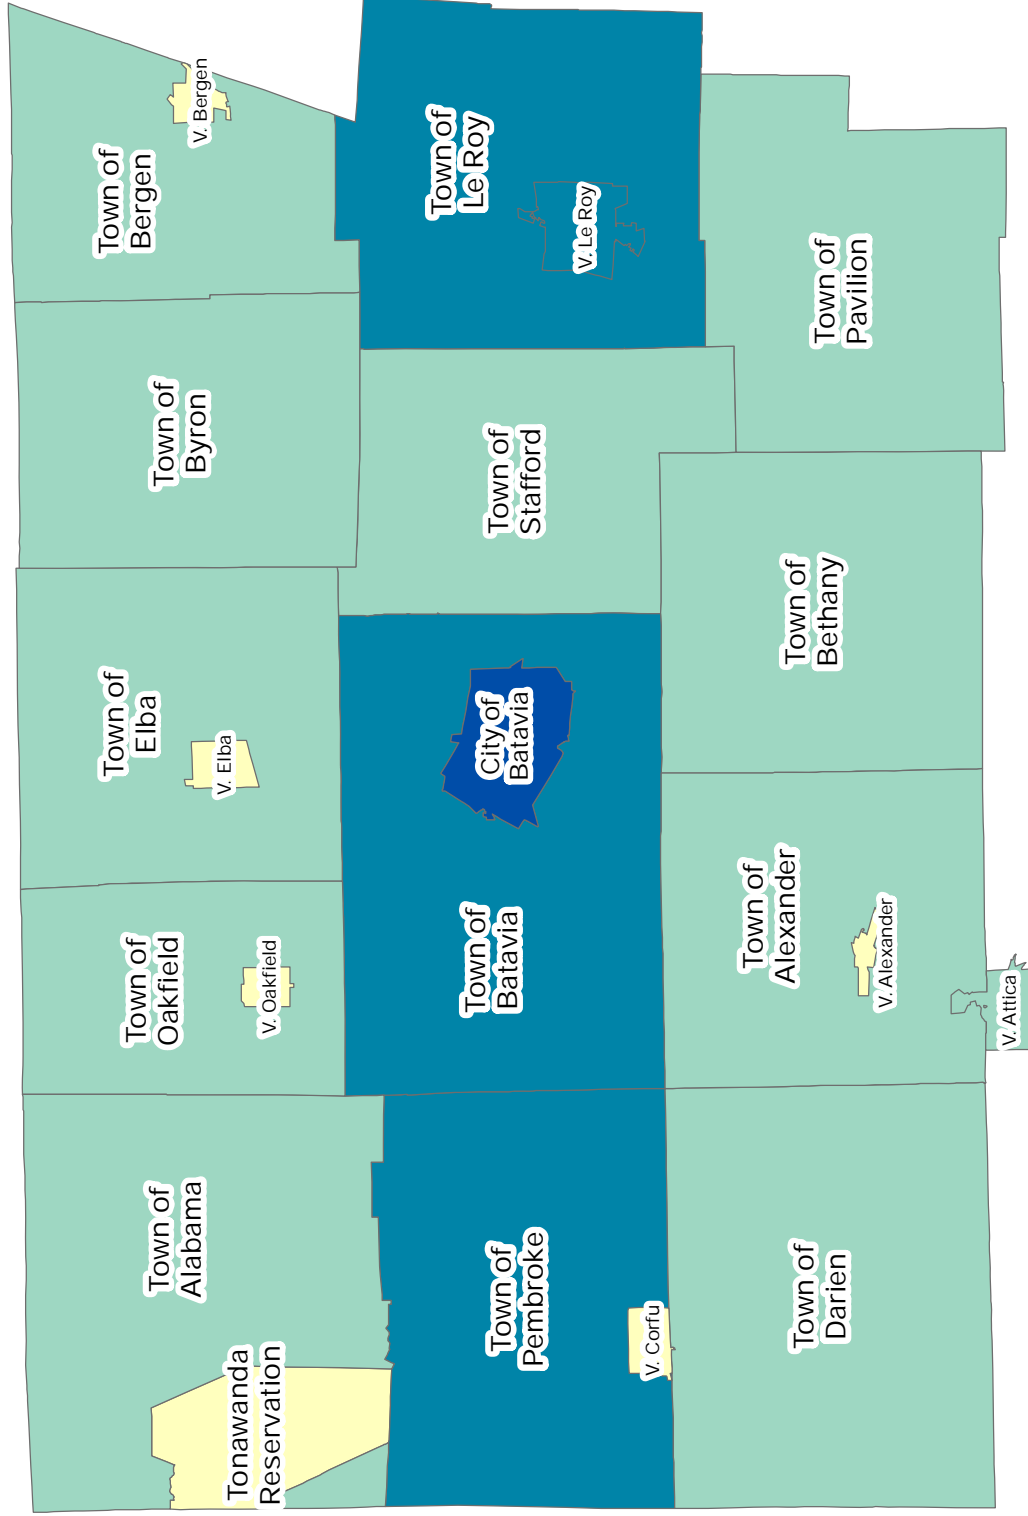 Town of
Alabama
Tonawanda
Reservation
Town of
Oakfield
V. Oakfield
Town of
Elba
V. Elba
Town of
Byron
Town of
Bergen
V. Bergen
Town of
Pembroke
V. Corfu
Town of
Batavia
City of
Batavia
Town of
Stafford
Town of
Le Roy
V. Le Roy
Town of
Darien
Town of
Alexander
V. Alexander
V. Attica
Town of
Bethany
Town of
Pavilion